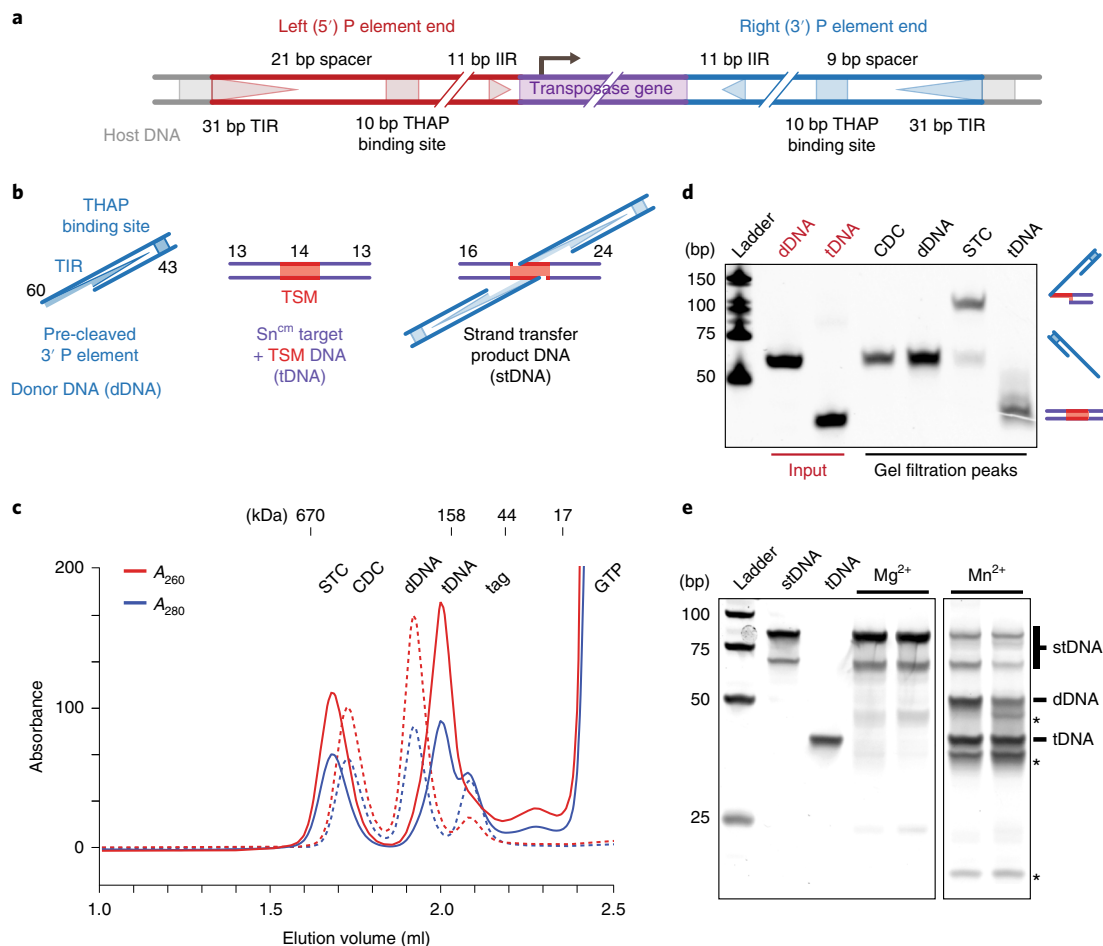 a
Left (5′) P element end
Right (3′) P element end
21 bp spacer
11 bp IIR
11 bp IIR
9 bp spacer
Transposase gene
Host DNA
31 bp TIR
10 bp THAP
binding site
10 bp THAP
binding site
31 bp TIR
b
THAP
binding site
TIR
60
43
Pre-cleaved
3′ P element
Donor DNA (dDNA)
13
14
13
TSM
Sn^cm target
+ TSM DNA
(tDNA)
16
24
Strand transfer
product DNA
(stDNA)
d
(bp)
Ladder
dDNA
tDNA
CDC
dDNA
STC
tDNA
150
100
75
50
Input
Gel filtration peaks
c
(kDa)
670
158
44
17
A260
A280
STC
CDC
dDNA
tDNA
tag
GTP
200
100
0
Absorbance
1.0
1.5
2.0
2.5
Elution volume (ml)
e
(bp)
Ladder
stDNA
tDNA
Mg2+
Mn2+
100
75
50
25
stDNA
dDNA
*
tDNA
*
*